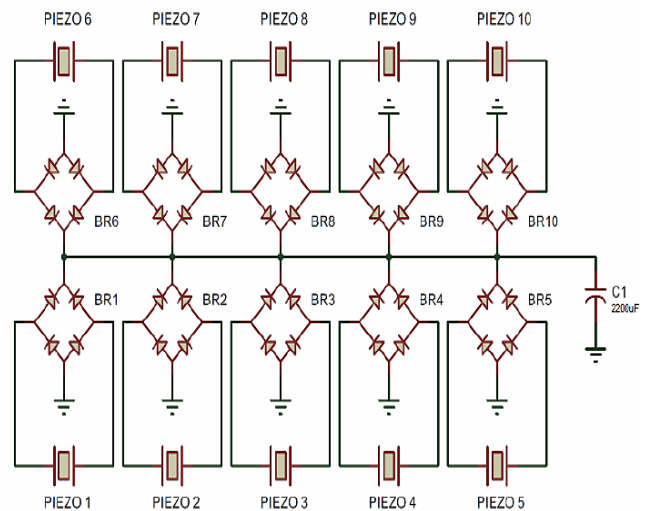 PIEZO 6 PIEZO 7 PIEZO 8 PIEZO 9 PIEZO 10
BR6 BR7 BR8 BR9 BR10
BR1 BR2 BR3 BR4 BR5
C1
2200uF
PIEZO 1 PIEZO 2 PIEZO 3 PIEZO 4 PIEZO 5